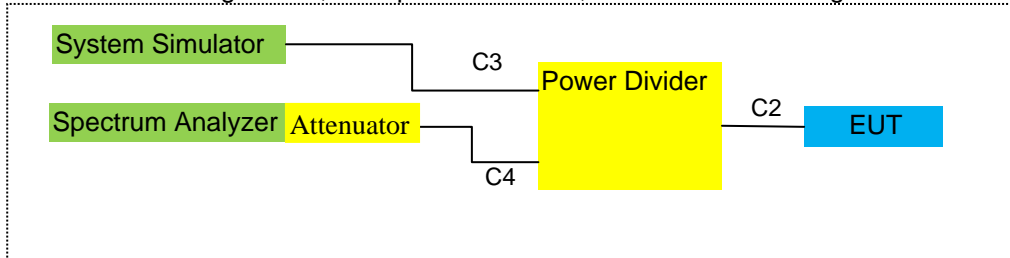 System Simulator
C3
Power Divider
Spectrum Analyzer
Attenuator
C2
EUT
C4